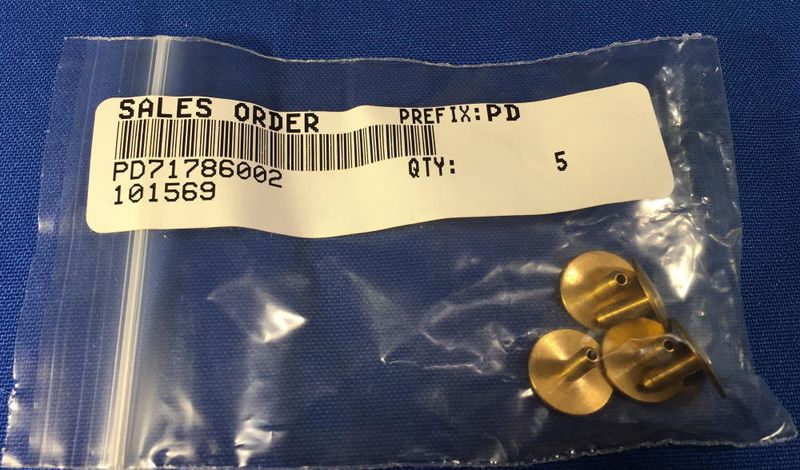 SALES ORDER PREFIX:PD
PD71786002 QTY: 5
101569